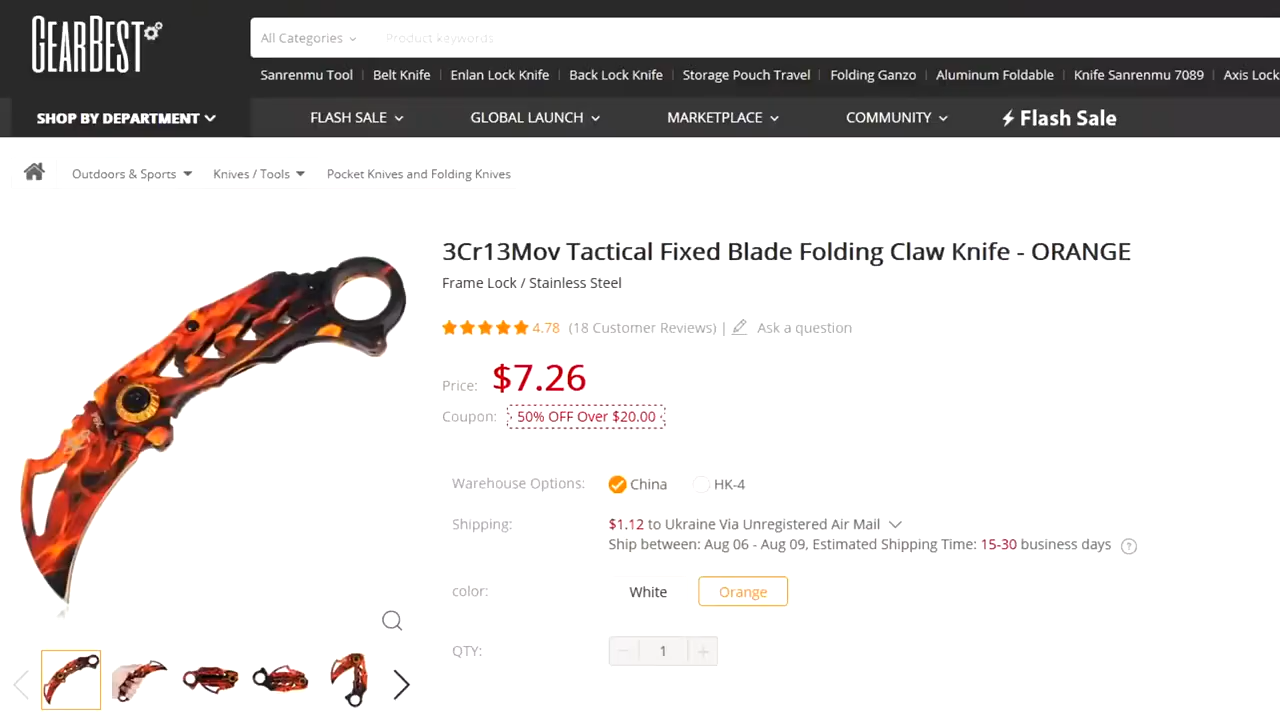 GEARBEST
All Categories
Product keywords
Sanrenmu Tool
Belt Knife
Enlan Lock Knife
Back Lock Knife
Storage Pouch Travel
Folding Ganzo
Aluminum Foldable
Knife Sanrenmu 7089
Axis Lock
SHOP BY DEPARTMENT
FLASH SALE
GLOBAL LAUNCH
MARKETPLACE
COMMUNITY
Flash Sale
Outdoors & Sports
Knives / Tools
Pocket Knives and Folding Knives
3Cr13Mov Tactical Fixed Blade Folding Claw Knife - ORANGE
Frame Lock / Stainless Steel
4.78 (18 Customer Reviews) | Ask a question
Price: $7.26
Coupon: 50% OFF Over $20.00
Warehouse Options: China HK-4
Shipping: $1.12 to Ukraine Via Unregistered Air Mail
Ship between: Aug 06 - Aug 09, Estimated Shipping Time: 15-30 business days ?
color: White Orange
QTY: − 1 +